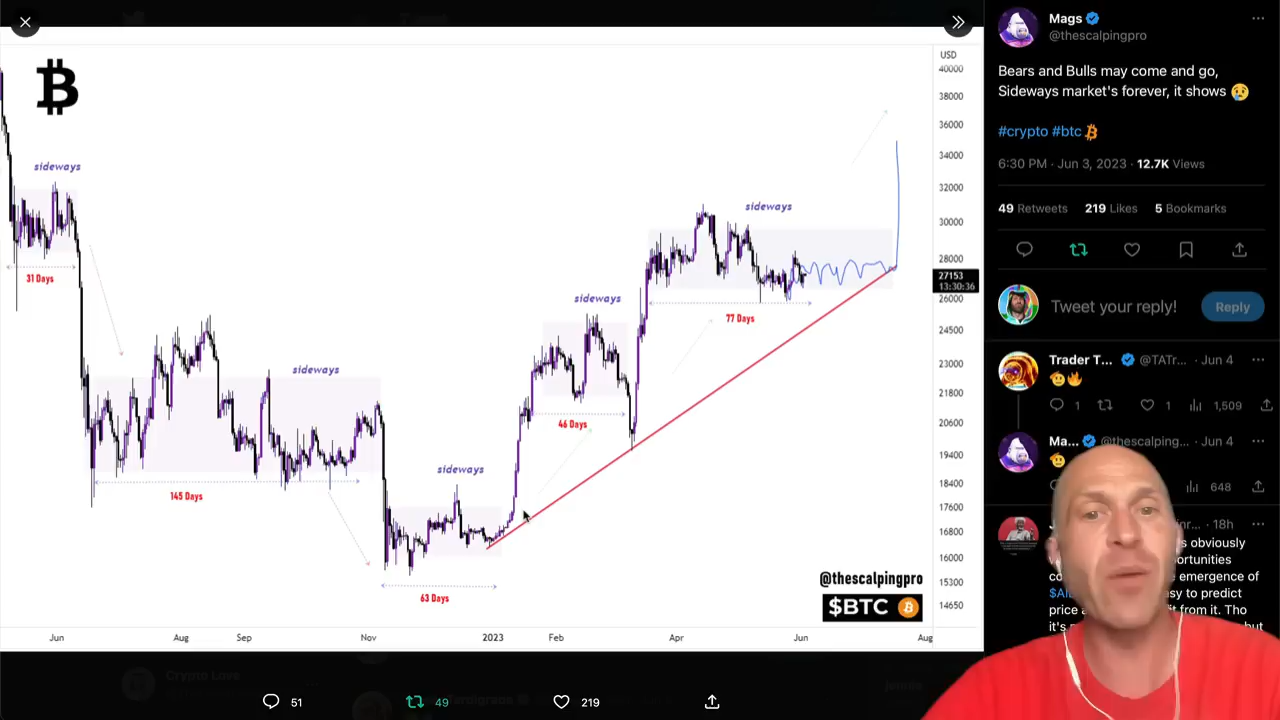 sideways
31 Days
sideways
145 Days
sideways
63 Days
sideways
46 Days
sideways
77 Days
USD
40000
38000
36000
34000
32000
30000
28000
27153
13:30:36
26000
24500
23000
21800
20600
19400
18400
17600
16800
16000
15300
14650
@thescalpingpro
$BTC
Jun
Aug
Sep
Nov
2023
Feb
Apr
Jun
Aug
51
49
219
Crypto Love
Mags
@thescalpingpro
Bears and Bulls may come and go,
Sideways market's forever, it shows 😢
#crypto #btc
6:30 PM · Jun 3, 2023 · 12.7K Views
49 Retweets 219 Likes 5 Bookmarks
Tweet your reply!
Reply
Trader T... @TATr... · Jun 4
🫡🔥
1 1 1,509
Ma... @thescalping... · Jun 4
🫡
648
18h
obviously
emergence of
price
from it. Tho
it's
but